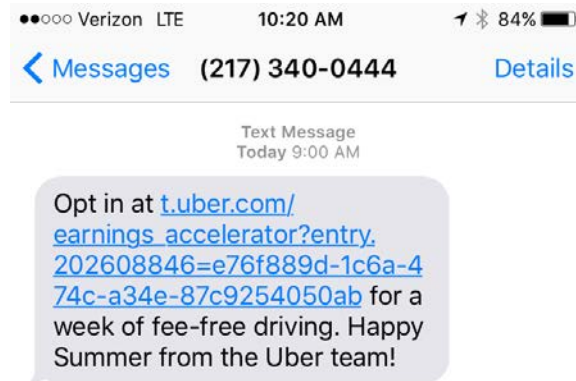 Verizon LTE 10:20 AM 84%
Messages (217) 340-0444 Details
Text Message
Today 9:00 AM
Opt in at t.uber.com/
earnings_accelerator?entry.
202608846=e76f889d-1c6a-4
74c-a34e-87c9254050ab for a
week of fee-free driving. Happy
Summer from the Uber team!